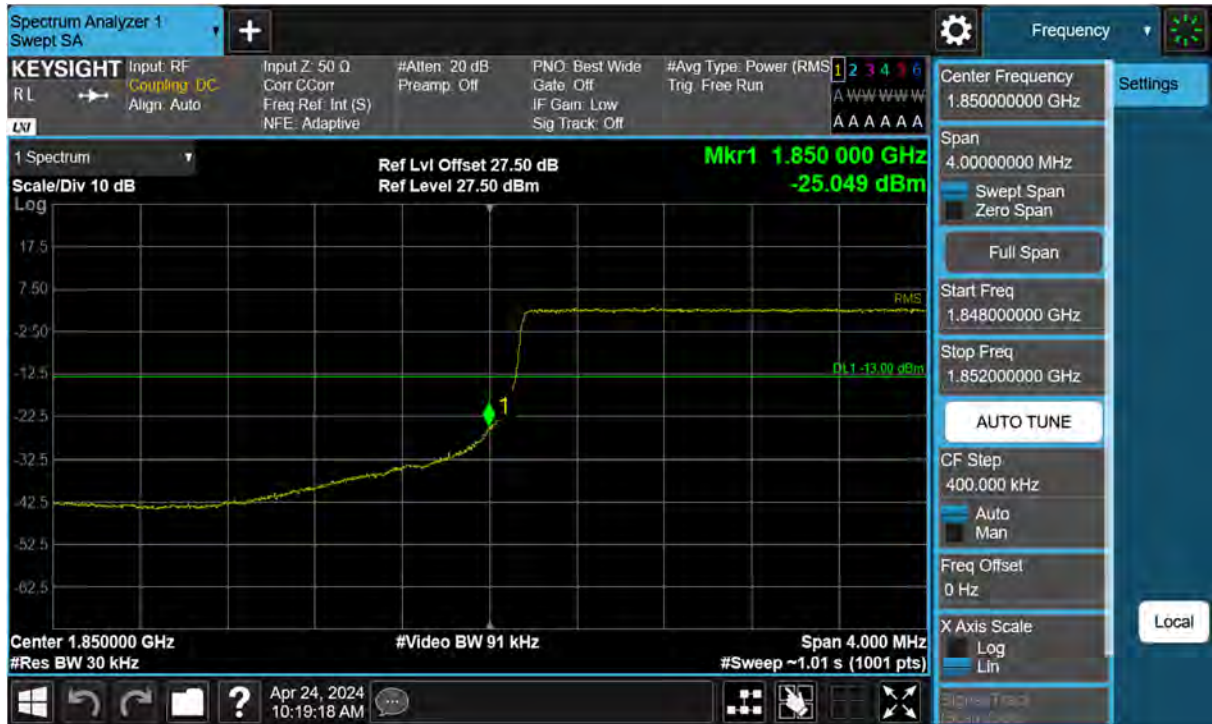 Spectrum Analyzer 1
Swept SA
Frequency
KEYSIGHT
RL
LXI
Input: RF
Coupling: DC
Align: Auto
Input Z: 50 Ω
Corr CCorr
Freq Ref: Int (S)
NFE: Adaptive
#Atten: 20 dB
Preamp: Off
PNO: Best Wide
Gate: Off
IF Gain: Low
Sig Track: Off
#Avg Type: Power (RMS
Trig: Free Run
1 2 3 4 5 6
A W W W W W
A A A A A A
1 Spectrum
Scale/Div 10 dB
Log
Ref Lvl Offset 27.50 dB
Ref Level 27.50 dBm
Mkr1 1.850 000 GHz
-25.049 dBm
17.5
7.50
-2.50
-12.5
-22.5
-32.5
-42.5
-52.5
-62.5
RMS
DL1 -13.00 dBm
1
Center 1.850000 GHz
#Res BW 30 kHz
#Video BW 91 kHz
Span 4.000 MHz
#Sweep ~1.01 s (1001 pts)
?
Apr 24, 2024
10:19:18 AM
Center Frequency
1.850000000 GHz
Span
4.00000000 MHz
Swept Span
Zero Span
Full Span
Start Freq
1.848000000 GHz
Stop Freq
1.852000000 GHz
AUTO TUNE
CF Step
400.000 kHz
Auto
Man
Freq Offset
0 Hz
X Axis Scale
Log
Lin
Signal Track
Settings
Local